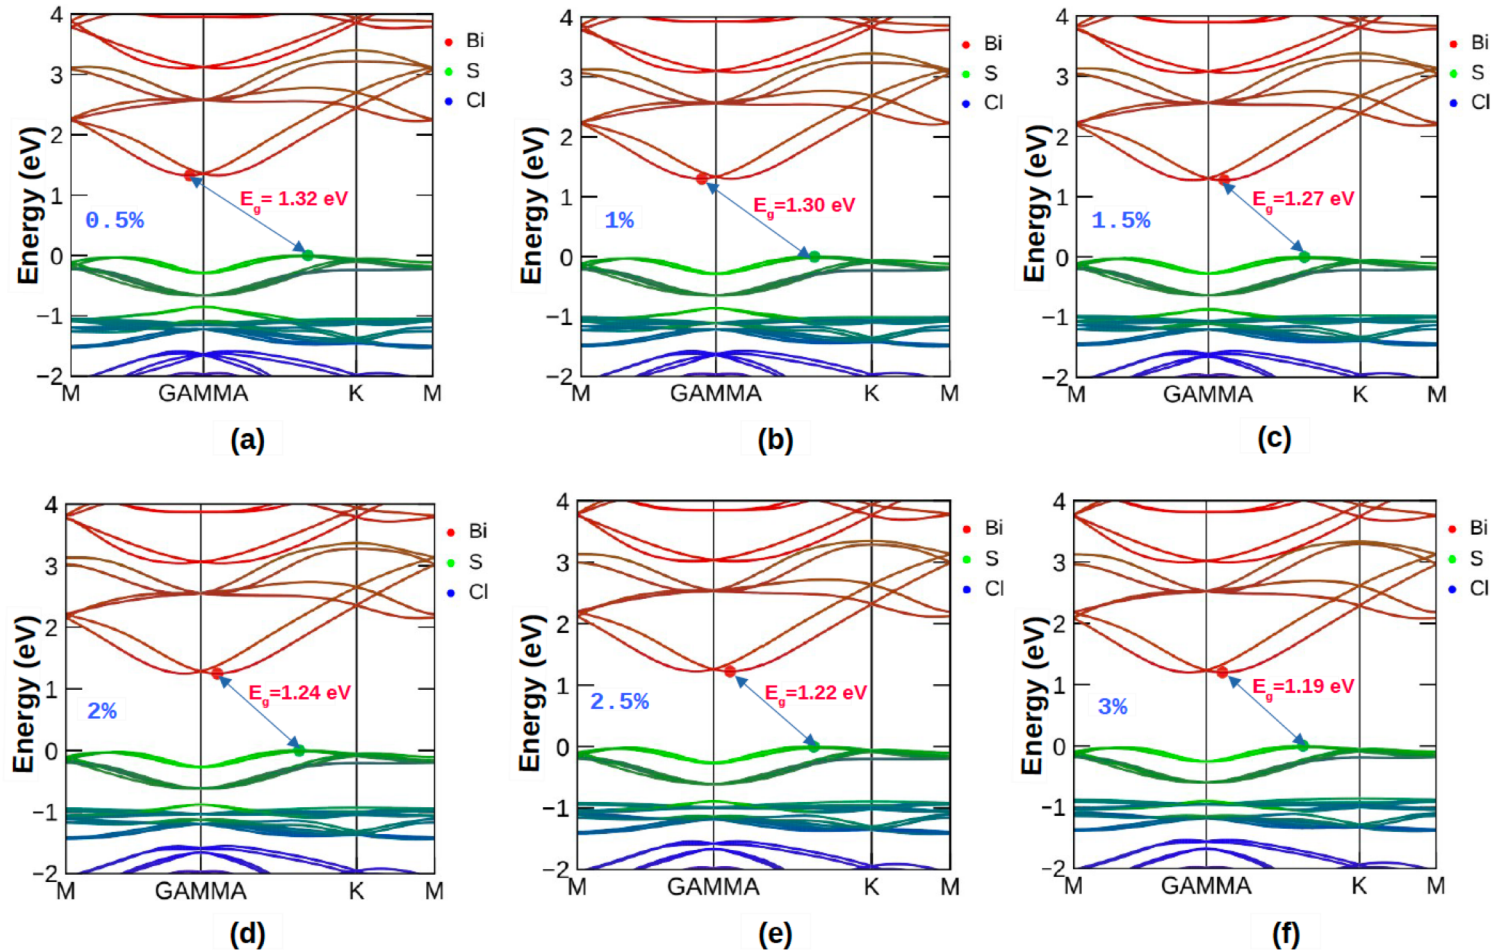 4
3
2
1
0
−1
−2
Energy (eV)
Bi
S
Cl
Eg= 1.32 eV
0.5%
M GAMMA K M
(a)
4
3
2
1
0
−1
−2
Energy (eV)
Bi
S
Cl
Eg=1.30 eV
1%
M GAMMA K M
(b)
4
3
2
1
0
−1
−2
Energy (eV)
Bi
S
Cl
Eg=1.27 eV
1.5%
M GAMMA K M
(c)
4
3
2
1
0
−1
−2
Energy (eV)
Bi
S
Cl
Eg=1.24 eV
2%
M GAMMA K M
(d)
4
3
2
1
0
−1
−2
Energy (eV)
Bi
S
Cl
Eg=1.22 eV
2.5%
M GAMMA K M
(e)
4
3
2
1
0
−1
−2
Energy (eV)
Bi
S
Cl
Eg=1.19 eV
3%
M GAMMA K M
(f)